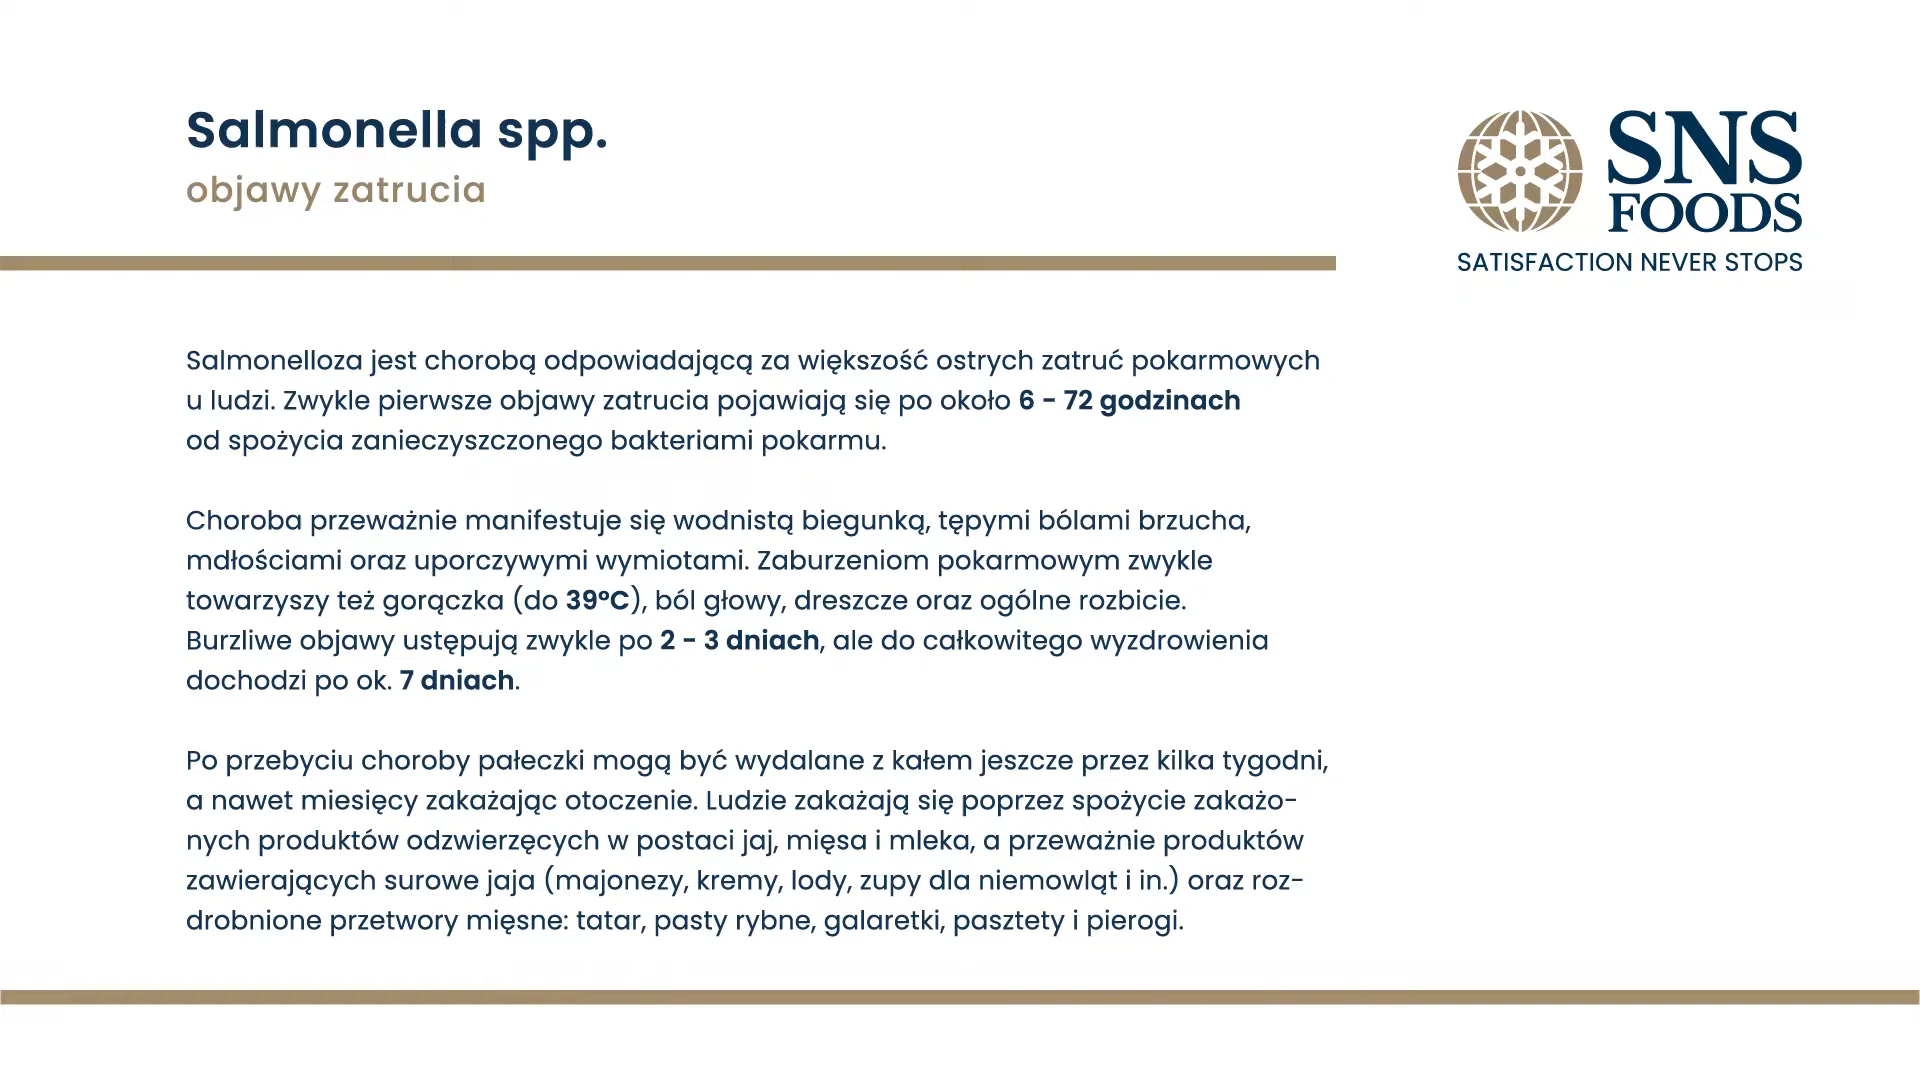 Salmonella spp.
objawy zatrucia
SNS
FOODS
SATISFACTION NEVER STOPS
Salmonelloza jest chorobą odpowiadającą za większość ostrych zatruć pokarmowych
u ludzi. Zwykle pierwsze objawy zatrucia pojawiają się po około 6 - 72 godzinach
od spożycia zanieczyszczonego bakteriami pokarmu.
Choroba przeważnie manifestuje się wodnistą biegunką, tępymi bólami brzucha,
mdłościami oraz uporczywymi wymiotami. Zaburzeniom pokarmowym zwykle
towarzyszy też gorączka (do 39°C), ból głowy, dreszcze oraz ogólne rozbicie.
Burzliwe objawy ustępują zwykle po 2 - 3 dniach, ale do całkowitego wyzdrowienia
dochodzi po ok. 7 dniach.
Po przebyciu choroby pałeczki mogą być wydalane z kałem jeszcze przez kilka tygodni,
a nawet miesięcy zakażając otoczenie. Ludzie zakażają się poprzez spożycie zakażo-
nych produktów odzwierzęcych w postaci jaj, mięsa i mleka, a przeważnie produktów
zawierających surowe jaja (majonezy, kremy, lody, zupy dla niemowląt i in.) oraz roz-
drobnione przetwory mięsne: tatar, pasty rybne, galaretki, pasztety i pierogi.